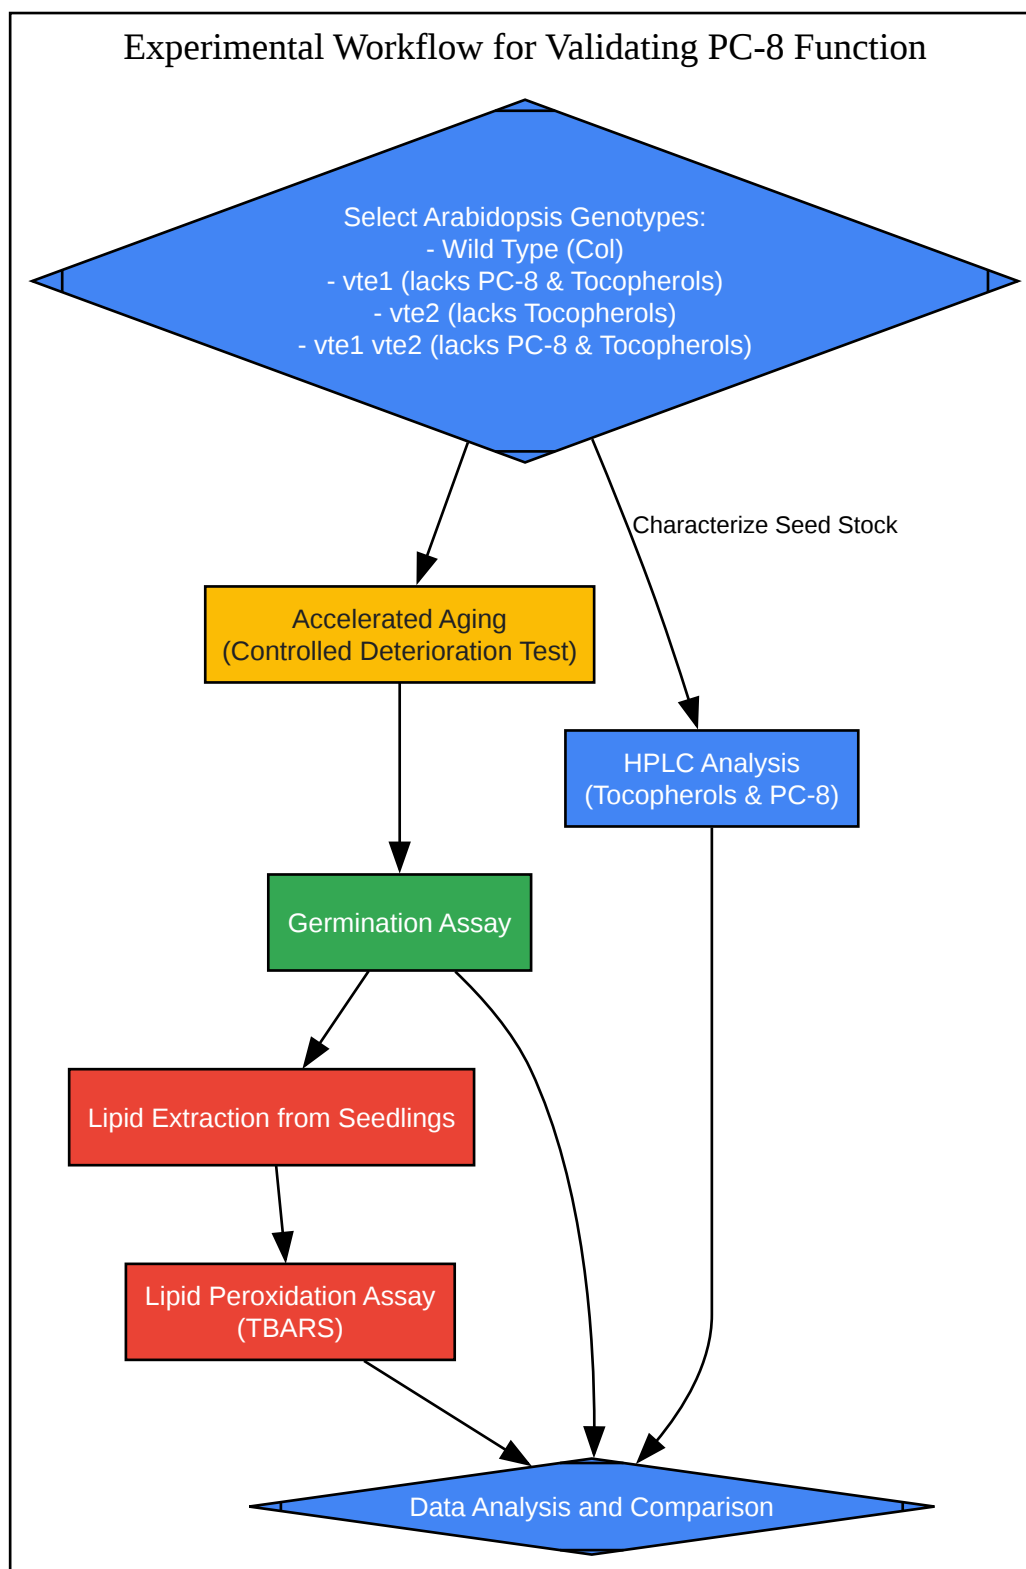 Experimental Workflow for Validating PC-8 Function
Select Arabidopsis Genotypes:
- Wild Type (Col)
- vte1 (lacks PC-8 & Tocopherols)
- vte2 (lacks Tocopherols)
- vte1 vte2 (lacks PC-8 & Tocopherols)
Characterize Seed Stock
Accelerated Aging
(Controlled Deterioration Test)
HPLC Analysis
(Tocopherols & PC-8)
Germination Assay
Lipid Extraction from Seedlings
Lipid Peroxidation Assay
(TBARS)
Data Analysis and Comparison